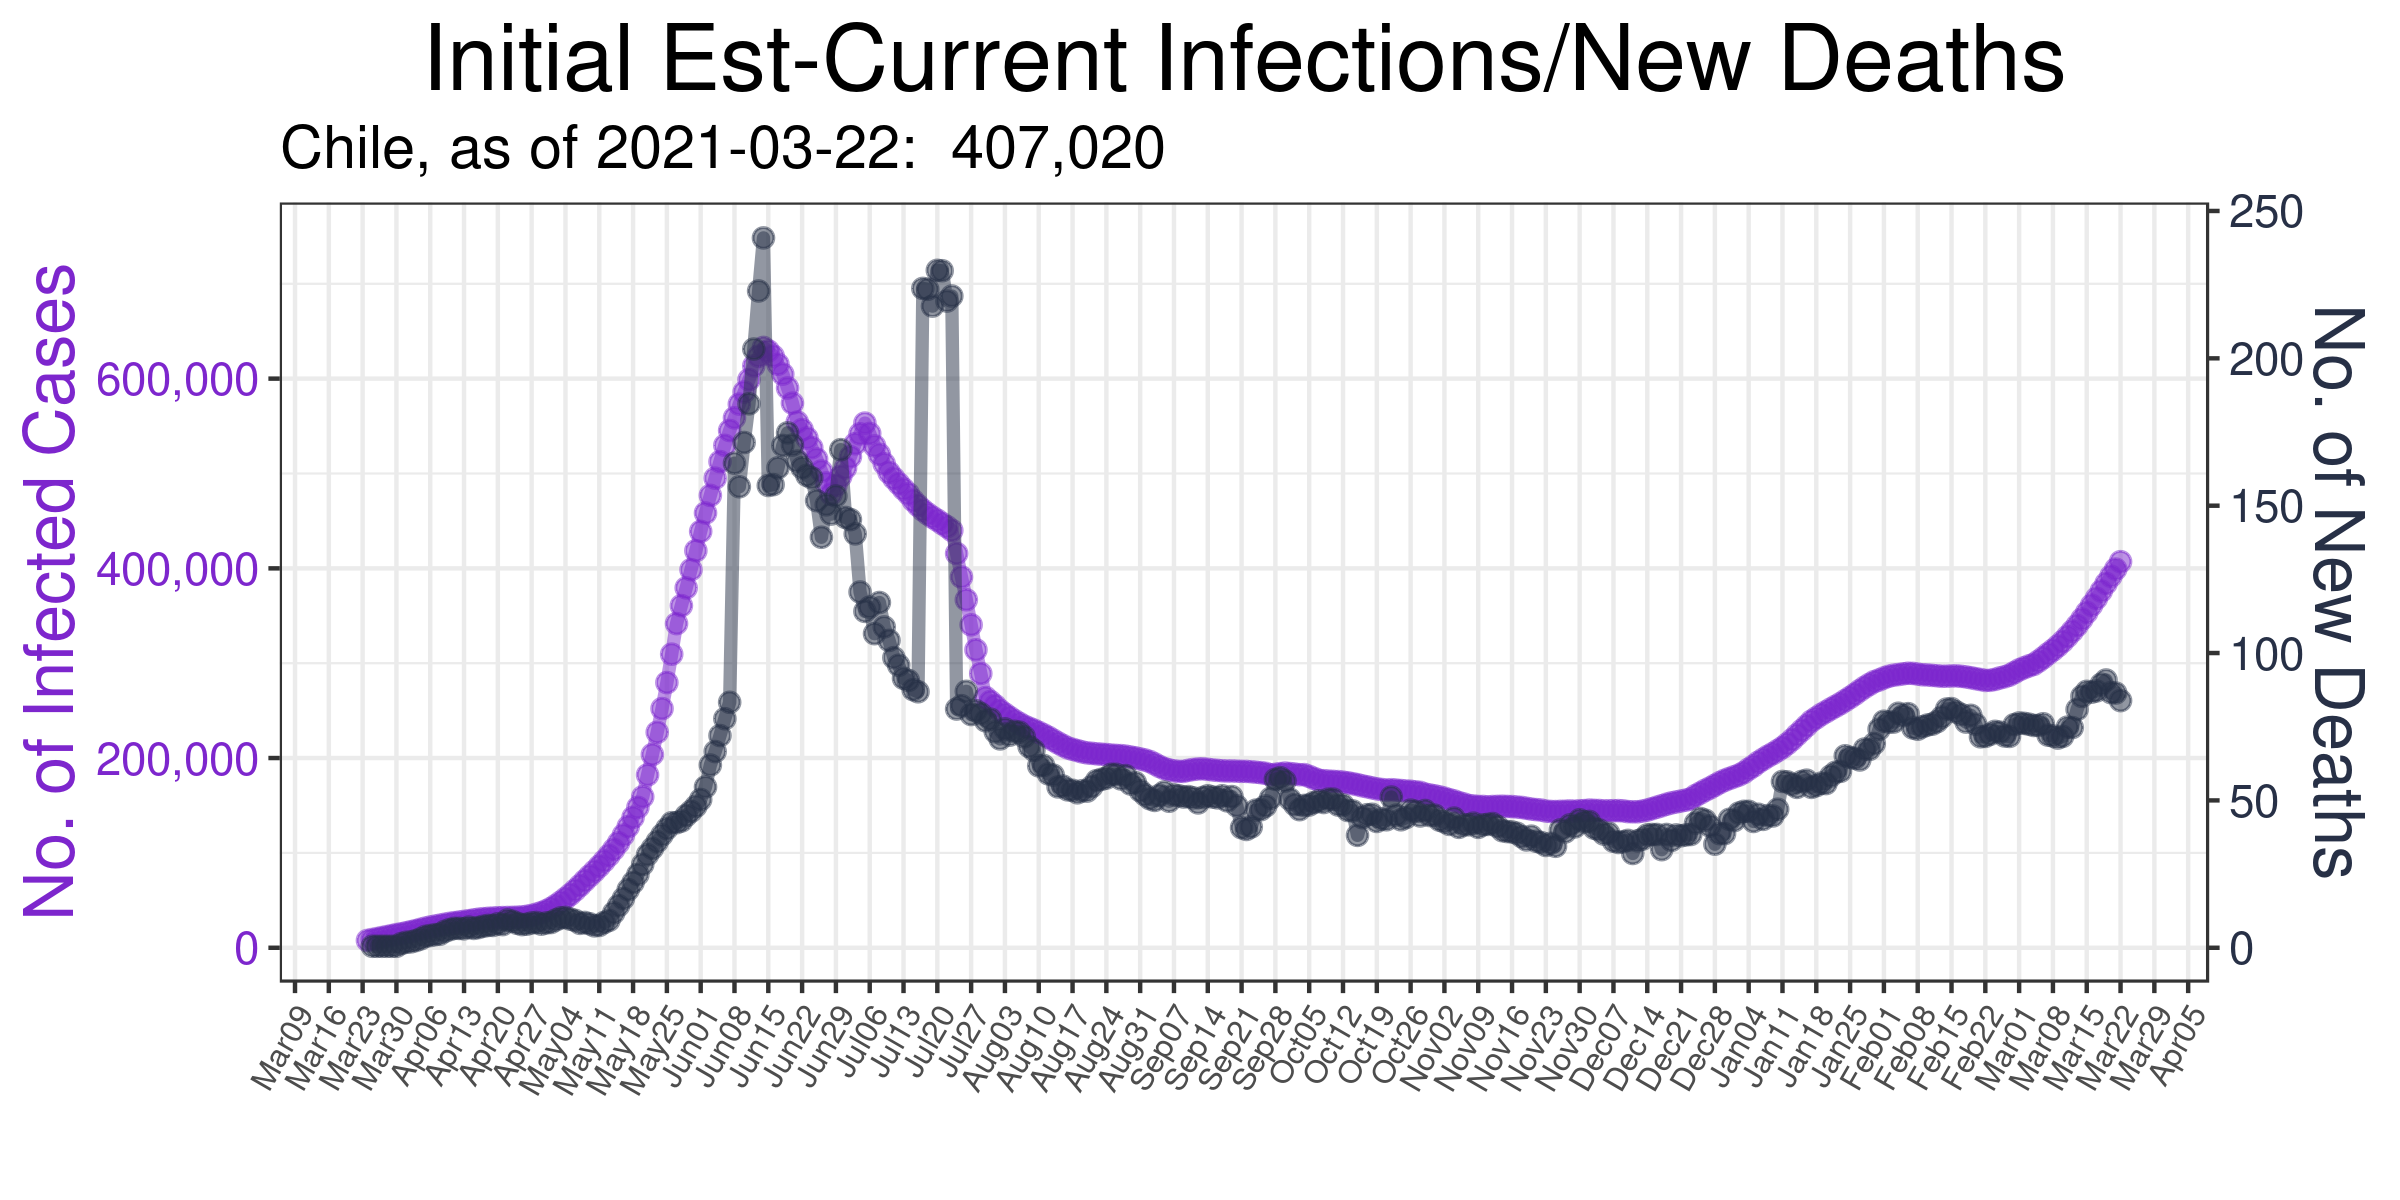 Initial Est-Current Infections/New Deaths
Chile, as of 2021-03-22:  407,020
No. of Infected Cases
600,000
400,000
200,000
0
250
200
150
100
50
0
No. of New Deaths
Mar09
Mar16
Mar23
Mar30
Apr06
Apr13
Apr20
Apr27
May04
May11
May18
May25
Jun01
Jun08
Jun15
Jun22
Jun29
Jul06
Jul13
Jul20
Jul27
Aug03
Aug10
Aug17
Aug24
Aug31
Sep07
Sep14
Sep21
Sep28
Oct05
Oct12
Oct19
Oct26
Nov02
Nov09
Nov16
Nov23
Nov30
Dec07
Dec14
Dec21
Dec28
Jan04
Jan11
Jan18
Jan25
Feb01
Feb08
Feb15
Feb22
Mar01
Mar08
Mar15
Mar22
Mar29
Apr05